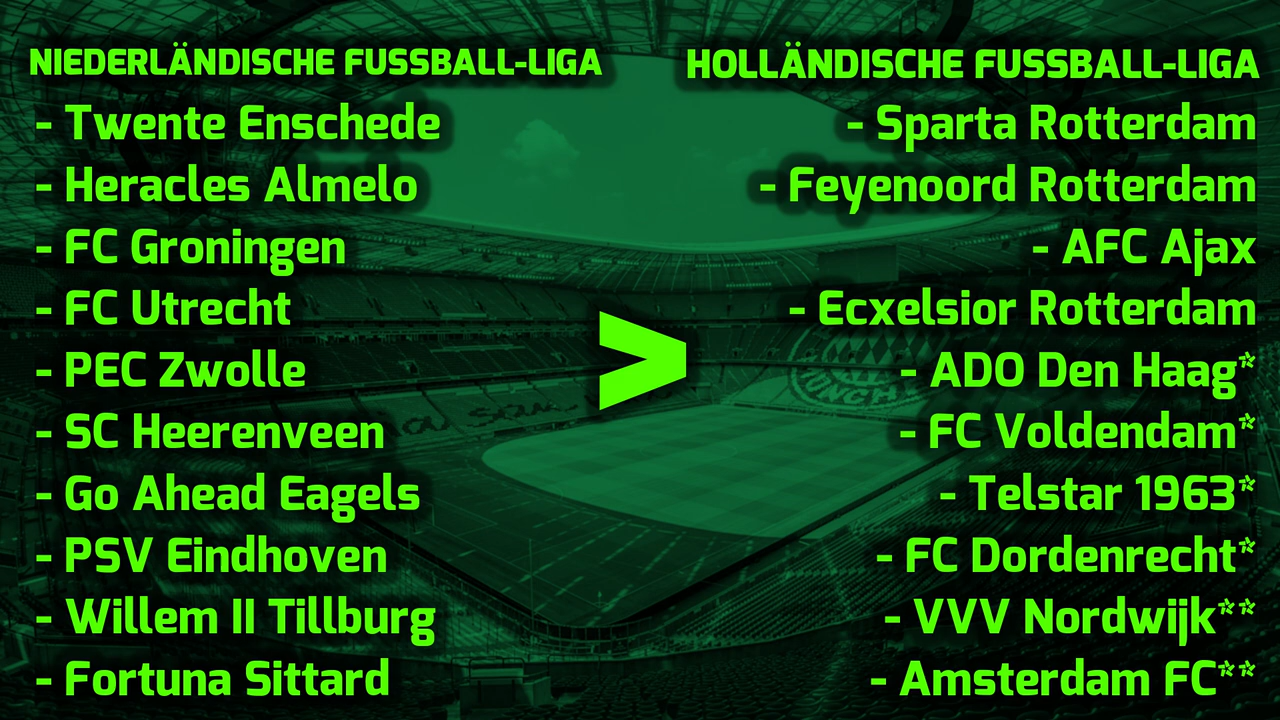 NIEDERLÄNDISCHE FUSSBALL-LIGA
- Twente Enschede
- Heracles Almelo
- FC Groningen
- FC Utrecht
- PEC Zwolle
- SC Heerenveen
- Go Ahead Eagels
- PSV Eindhoven
- Willem II Tillburg
- Fortuna Sittard
>
HOLLÄNDISCHE FUSSBALL-LIGA
- Sparta Rotterdam
- Feyenoord Rotterdam
- AFC Ajax
- Ecxelsior Rotterdam
- ADO Den Haag*
- FC Voldendam*
- Telstar 1963*
- FC Dordenrecht*
- VVV Nordwijk**
- Amsterdam FC**